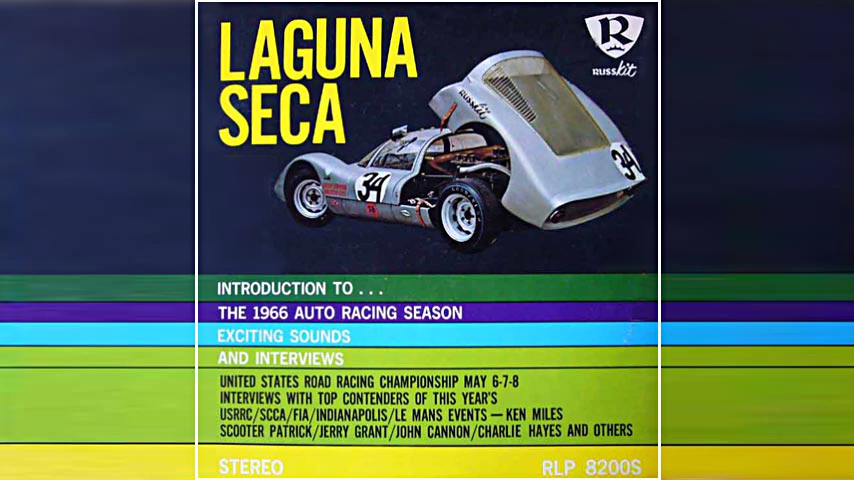 LAGUNA
SECA
R
RUSSkit
RUSSkit
34
34
INTRODUCTION TO . . .
THE 1966 AUTO RACING SEASON
EXCITING SOUNDS
AND INTERVIEWS
UNITED STATES ROAD RACING CHAMPIONSHIP MAY 6-7-8
INTERVIEWS WITH TOP CONTENDERS OF THIS YEAR'S
USRRC/SCCA/FIA/INDIANAPOLIS/LE MANS EVENTS — KEN MILES
SCOOTER PATRICK/JERRY GRANT/JOHN CANNON/CHARLIE HAYES AND OTHERS
STEREO RLP 8200S